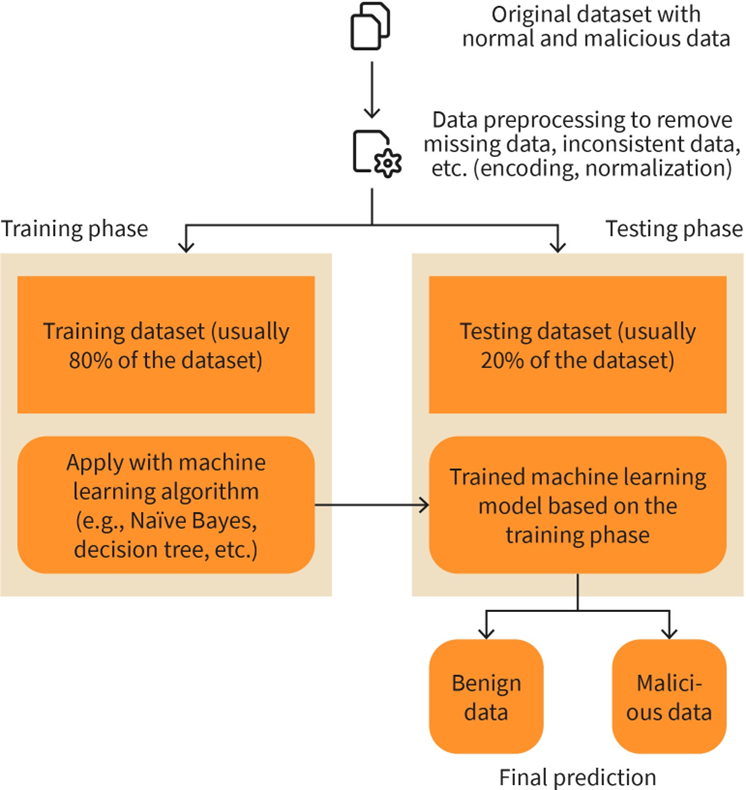 Original dataset with
normal and malicious data
Data preprocessing to remove
missing data, inconsistent data,
etc. (encoding, normalization)
Training phase
Testing phase
Training dataset (usually
80% of the dataset)
Testing dataset (usually
20% of the dataset)
Apply with machine
learning algorithm
(e.g., Naïve Bayes,
decision tree, etc.)
Trained machine learning
model based on the
training phase
Benign
data
Malici-
ous data
Final prediction